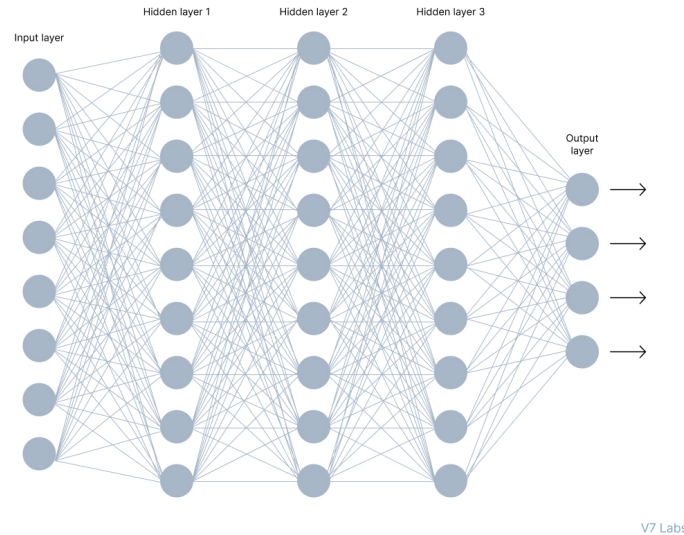 Input layer
Hidden layer 1
Hidden layer 2
Hidden layer 3
Output
layer
V7 Labs